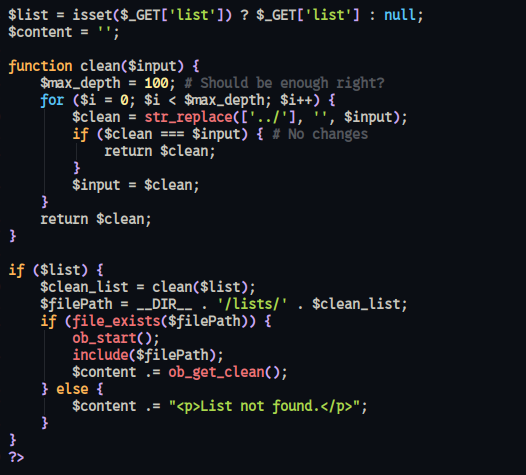 $list = isset($_GET['list']) ? $_GET['list'] : null;
$content = '';

function clean($input) {
    $max_depth = 100; # Should be enough right?
    for ($i = 0; $i < $max_depth; $i++) {
        $clean = str_replace(['../'], '', $input);
        if ($clean === $input) { # No changes
            return $clean;
        }
        $input = $clean;
    }
    return $clean;
}

if ($list) {
    $clean_list = clean($list);
    $filePath = __DIR__ . '/lists/' . $clean_list;
    if (file_exists($filePath)) {
        ob_start();
        include($filePath);
        $content .= ob_get_clean();
    } else {
        $content .= "<p>List not found.</p>";
    }
}
?>